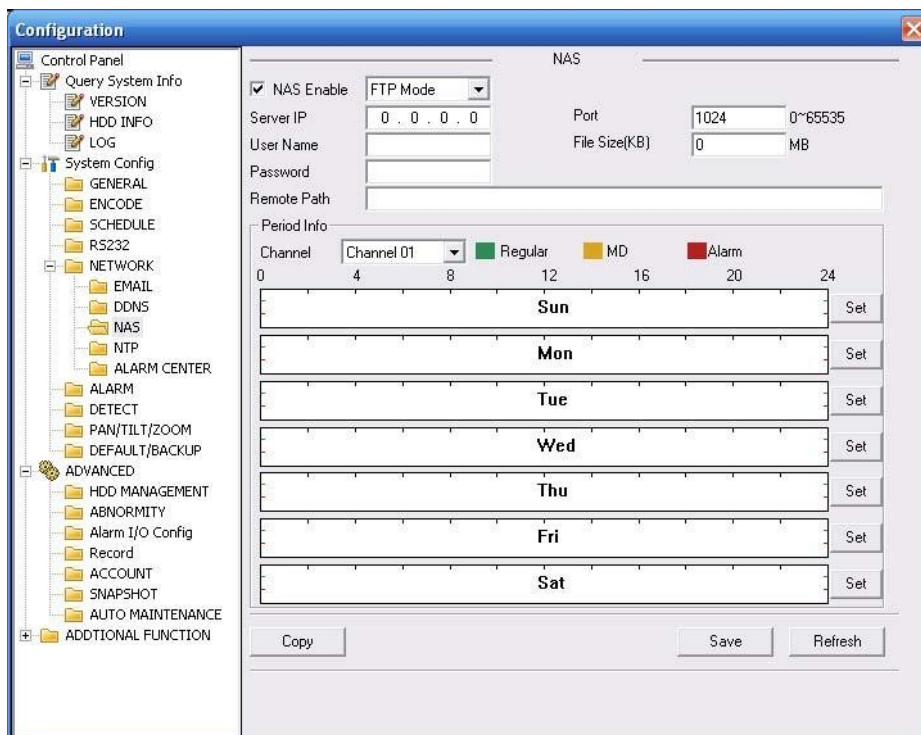 Configuration
Control Panel
Query System Info
VERSION
HDD INFO
LOG
System Config
GENERAL
ENCODE
SCHEDULE
RS232
NETWORK
EMAIL
DDNS
NAS
NTP
ALARM CENTER
ALARM
DETECT
PAN/TILT/ZOOM
DEFAULT/BACKUP
ADVANCED
HDD MANAGEMENT
ABNORMITY
Alarm I/O Config
Record
ACCOUNT
SNAPSHOT
AUTO MAINTENANCE
ADDTIONAL FUNCTION
NAS
NAS Enable FTP Mode
Server IP 0 . 0 . 0 . 0 Port 1024 0~65535
User Name File Size(KB) 0 MB
Password
Remote Path
Period Info
Channel Channel 01 Regular MD Alarm
0 4 8 12 16 20 24
Sun Set
Mon Set
Tue Set
Wed Set
Thu Set
Fri Set
Sat Set
Copy Save Refresh